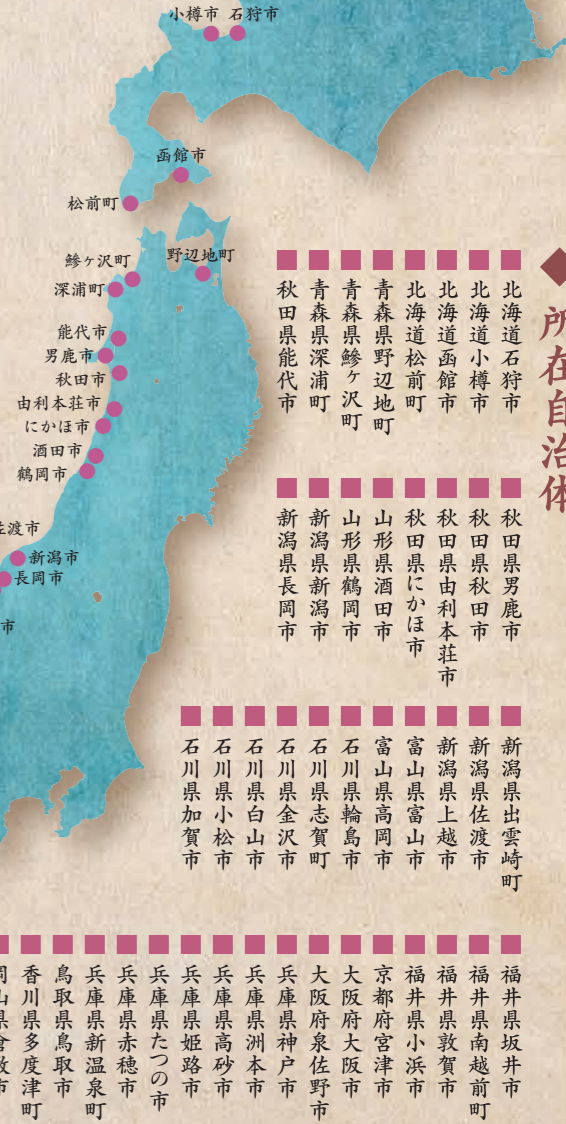 小樽市 石狩市
函館市
松前町
野辺地町
鰺ヶ沢町
深浦町
能代市
男鹿市
秋田市
由利本荘市
にかほ市
酒田市
鶴岡市
佐渡市
新潟市
長岡市
市
◆所在自治体
■北海道石狩市
■北海道小樽市
■北海道函館市
■北海道松前町
■青森県野辺地町
■青森県鰺ヶ沢町
■青森県深浦町
■秋田県能代市
■秋田県男鹿市
■秋田県秋田市
■秋田県由利本荘市
■秋田県にかほ市
■山形県酒田市
■山形県鶴岡市
■新潟県新潟市
■新潟県長岡市
■新潟県出雲崎町
■新潟県佐渡市
■新潟県上越市
■富山県富山市
■富山県高岡市
■石川県輪島市
■石川県志賀町
■石川県金沢市
■石川県白山市
■石川県小松市
■石川県加賀市
■福井県坂井市
■福井県南越前町
■福井県敦賀市
■福井県小浜市
■京都府宮津市
■大阪府大阪市
■大阪府泉佐野市
■兵庫県神戸市
■兵庫県洲本市
■兵庫県高砂市
■兵庫県姫路市
■兵庫県たつの市
■兵庫県赤穂市
■兵庫県新温泉町
■鳥取県鳥取市
■香川県多度津町
■岡山県倉敷市